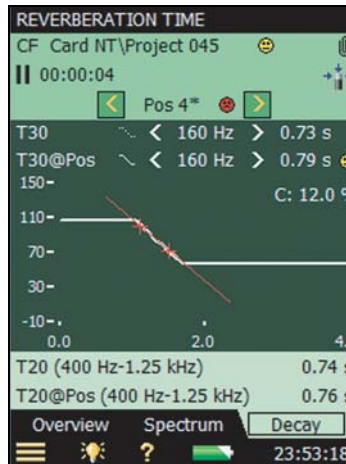 REVERBERATION TIME
CF Card NT\Project 045
00:00:04
< Pos 4* >
T30 < 160 Hz > 0.73 s
T30@Pos < 160 Hz > 0.79 s
150
C: 12.0 %
110
70
30
-10
0.0 2.0 4.
T20 (400 Hz-1.25 kHz) 0.74 s
T20@Pos (400 Hz-1.25 kHz) 0.76 s
Overview Spectrum Decay
? 23:53:18